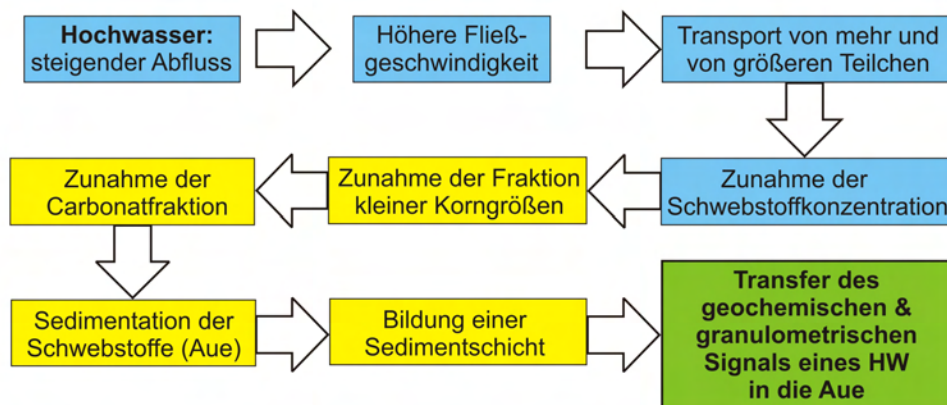 Hochwasser:
steigender Abfluss
Höhere Fließ-
geschwindigkeit
Transport von mehr und
von größeren Teilchen
Zunahme der
Schwebstoffkonzentration
Zunahme der Fraktion
kleiner Korngrößen
Zunahme der
Carbonatfraktion
Sedimentation der
Schwebstoffe (Aue)
Bildung einer
Sedimentschicht
Transfer des
geochemischen &
granulometrischen
Signals eines HW
in die Aue